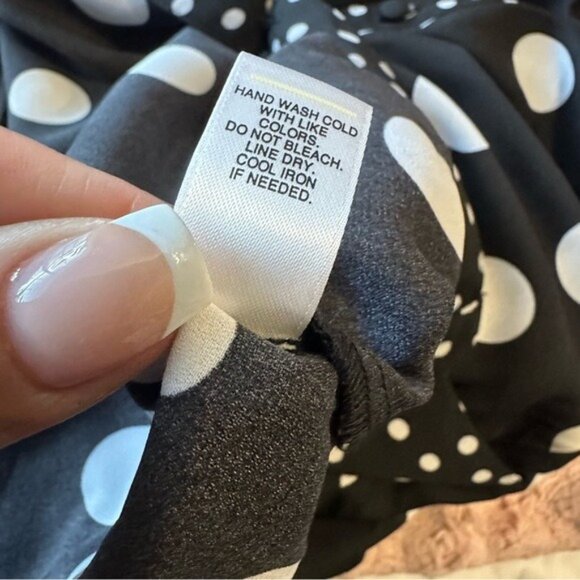 HAND WASH COLD
WITH LIKE
COLORS.
DO NOT BLEACH.
LINE DRY.
COOL IRON
IF NEEDED.